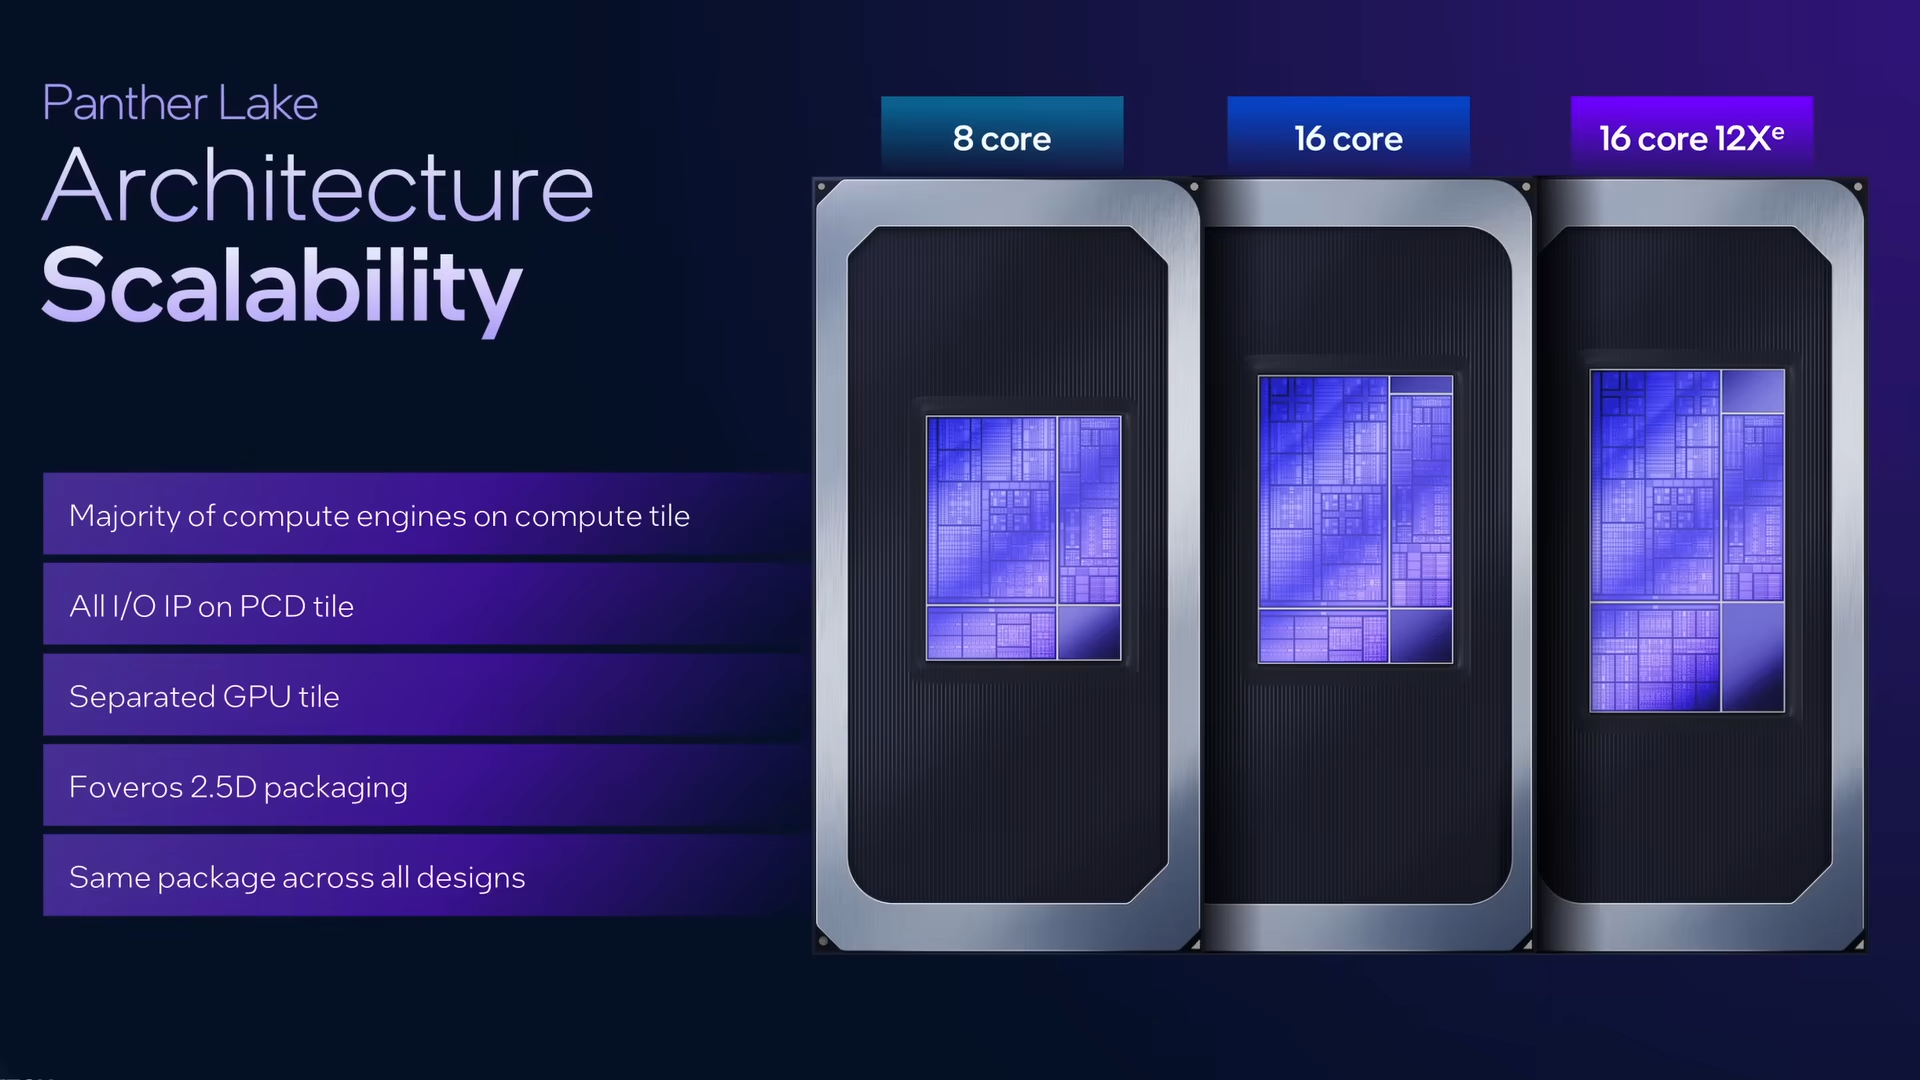 Panther Lake
Architecture
Scalability
8 core
16 core
16 core 12Xᵉ
Majority of compute engines on compute tile
All I/O IP on PCD tile
Separated GPU tile
Foveros 2.5D packaging
Same package across all designs